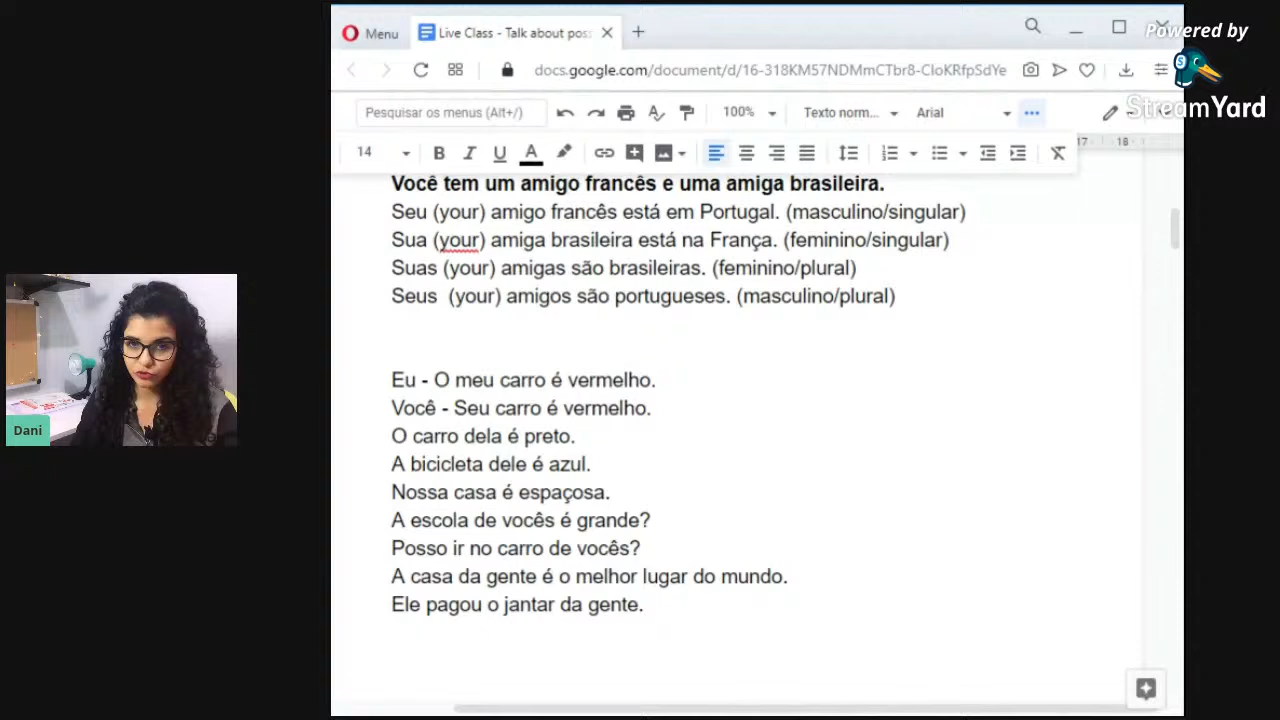 Powered by
StreamYard
Menu
Live Class - Talk about pos
docs.google.com/document/d/16-318KM57NDMmCTbr8-CIoKRfpSdYe
Pesquisar os menus (Alt+/)
100%
Texto norm...
Arial
14
17
18
Você tem um amigo francês e uma amiga brasileira.
Seu (your) amigo francês está em Portugal. (masculino/singular)
Sua (your) amiga brasileira está na França. (feminino/singular)
Suas (your) amigas são brasileiras. (feminino/plural)
Seus (your) amigos são portugueses. (masculino/plural)
Eu - O meu carro é vermelho.
Você - Seu carro é vermelho.
O carro dela é preto.
A bicicleta dele é azul.
Nossa casa é espaçosa.
A escola de vocês é grande?
Posso ir no carro de vocês?
A casa da gente é o melhor lugar do mundo.
Ele pagou o jantar da gente.
Dani